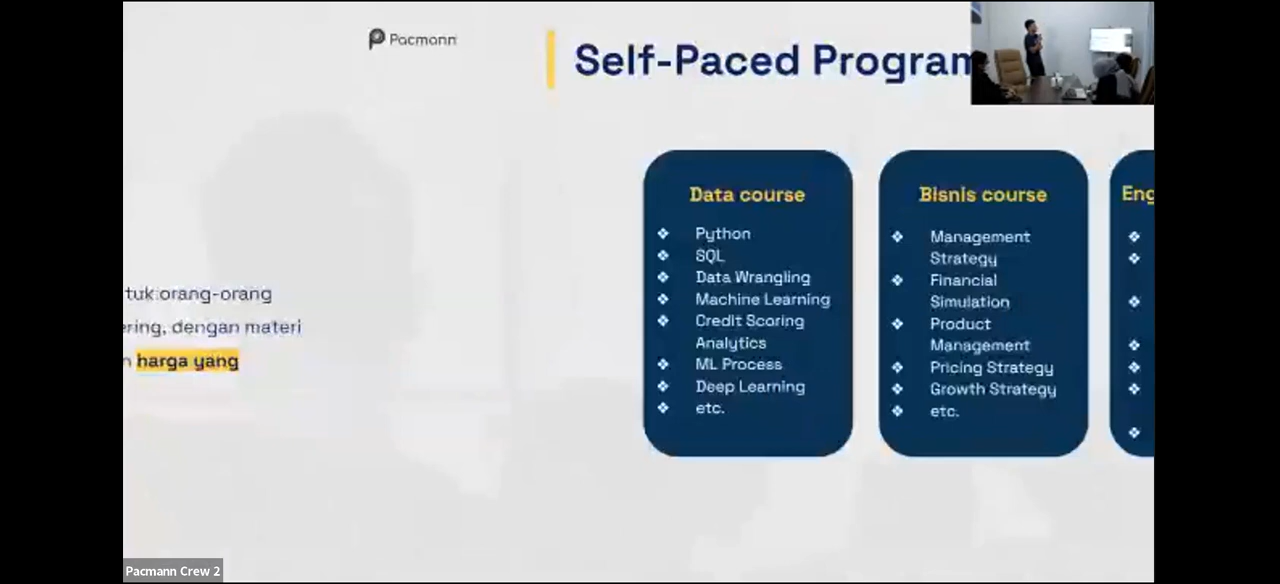 Pacmann
Self-Paced Program
tuk orang-orang
ering, dengan materi
n harga yang
Data course
❖ Python
❖ SQL
❖ Data Wrangling
❖ Machine Learning
❖ Credit Scoring
Analytics
❖ ML Process
❖ Deep Learning
❖ etc.
Bisnis course
❖ Management
Strategy
❖ Financial
Simulation
❖ Product
Management
❖ Pricing Strategy
❖ Growth Strategy
❖ etc.
Eng
Pacmann Crew 2